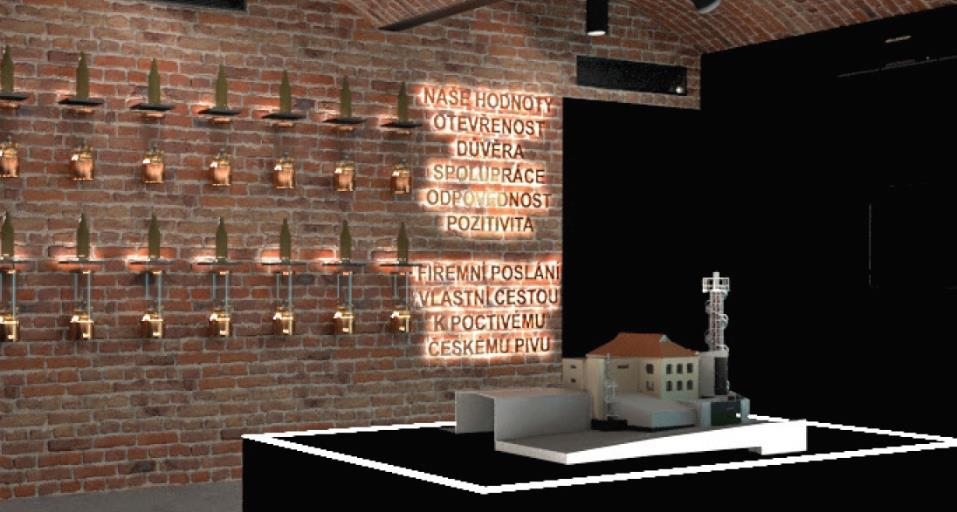 NAŠE HODNOTY
OTEVŘENOST
DŮVĚRA
SPOLUPRÁCE
ODPOVĚDNOST
POZITIVITA
FIREMNÍ POSLÁNÍ
VLASTNÍ CESTOU
K POCTIVÉMU
ČESKÉMU PIVU